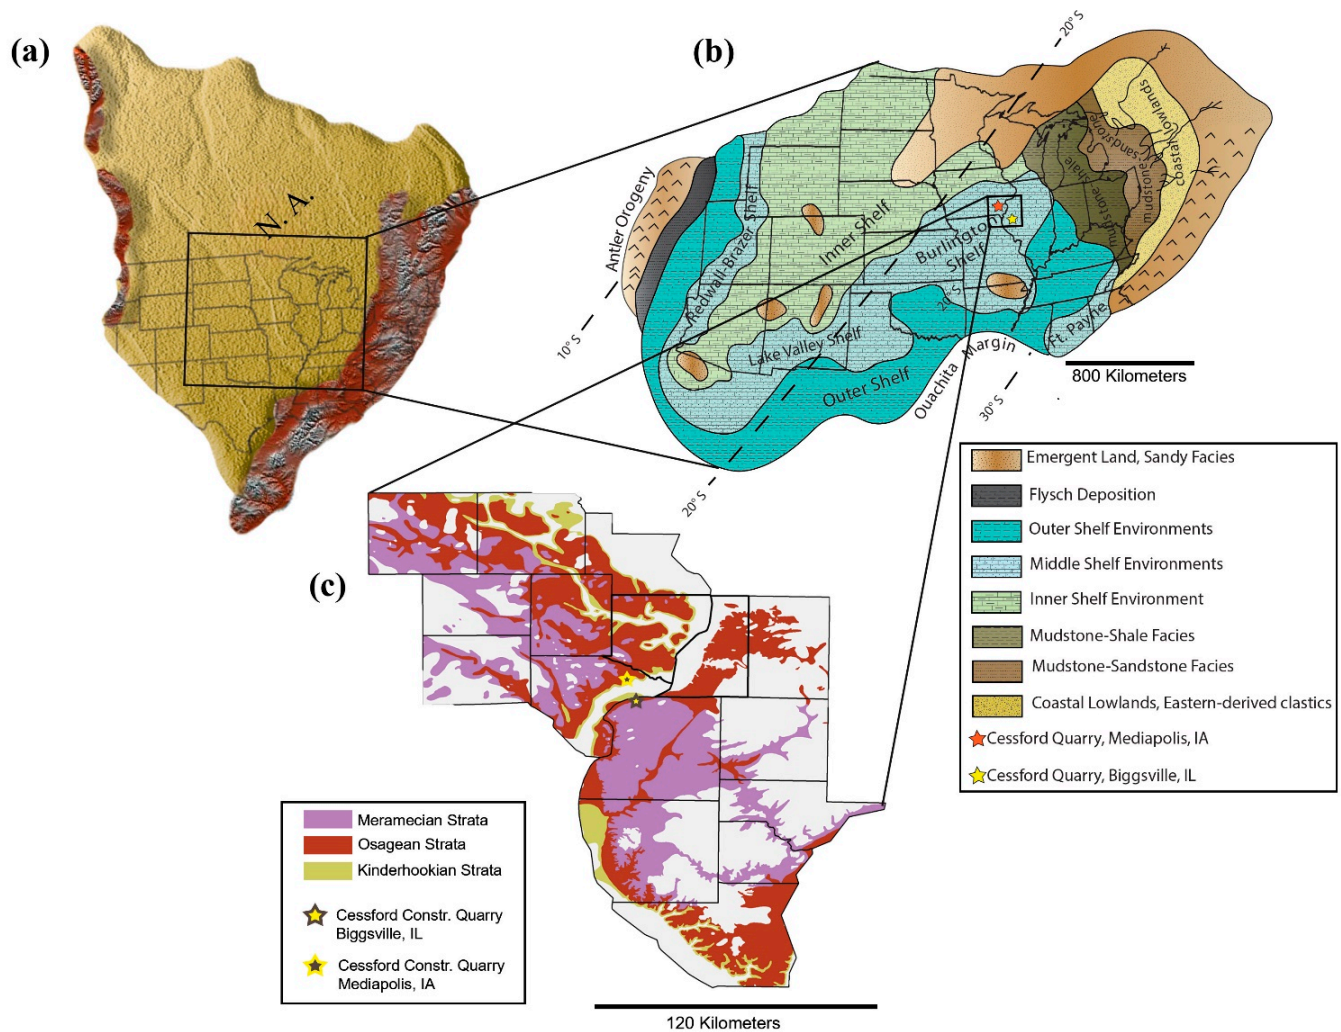 (a)
N. A.
(b)
20° S
Antler Orogeny
10° S
Redwall-Brazer Shelf
Inner Shelf
Burlington
Shelf
Lake Valley Shelf
Outer Shelf
Ouachita Margin
Ft. Payne
mudstone-shale
mudstone-sandstone
coastal lowlands
800 Kilometers
30° S
20° S
Emergent Land, Sandy Facies
Flysch Deposition
Outer Shelf Environments
Middle Shelf Environments
Inner Shelf Environment
Mudstone-Shale Facies
Mudstone-Sandstone Facies
Coastal Lowlands, Eastern-derived clastics
Cessford Quarry, Mediapolis, IA
Cessford Quarry, Biggsville, IL
(c)
Meramecian Strata
Osagean Strata
Kinderhookian Strata
Cessford Constr. Quarry
Biggsville, IL
Cessford Constr. Quarry
Mediapolis, IA
120 Kilometers